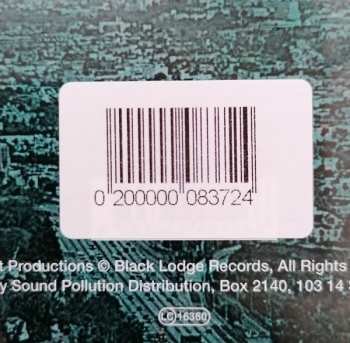 0 200000 083724
t Productions © Black Lodge Records, All Rights
y Sound Pollution Distribution, Box 2140, 103 14
LC 16360